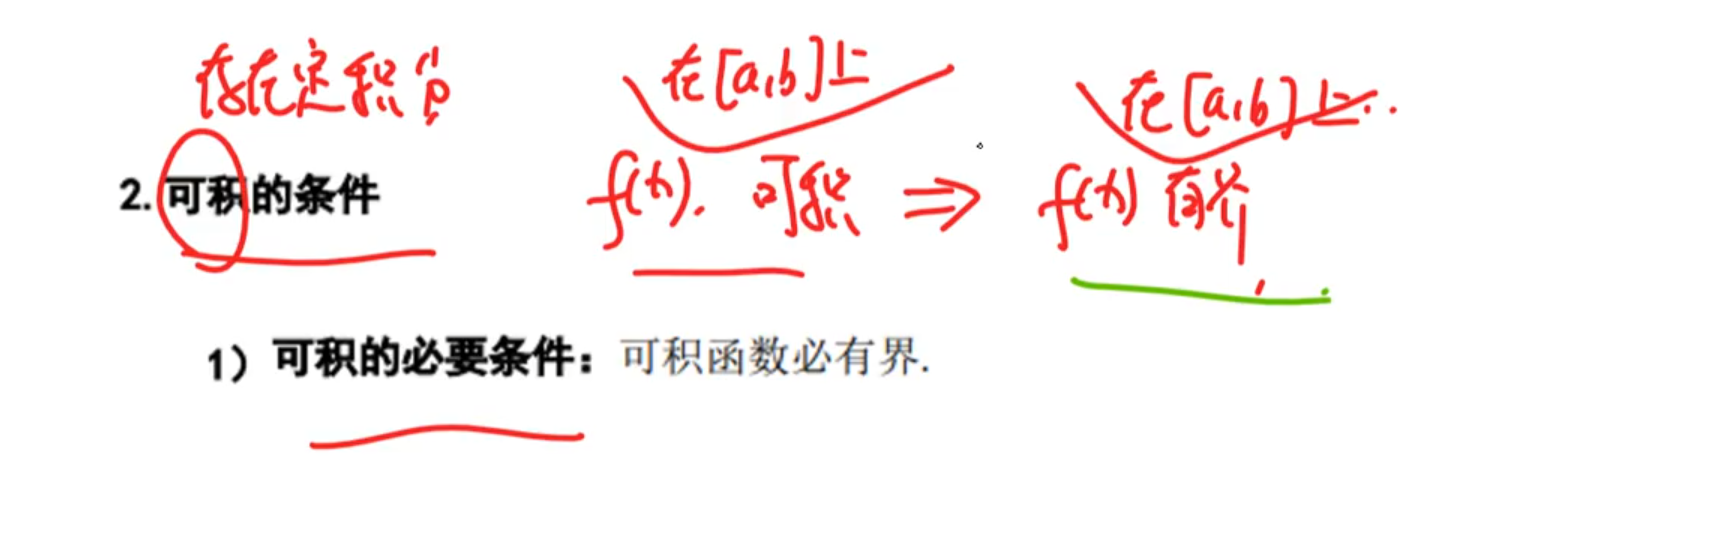 存在定积分
在[a,b]上
在[a,b]上..
2.可积的条件
f(x). 可积 ⇒ f(x) 有界
1）可积的必要条件：可积函数必有界.